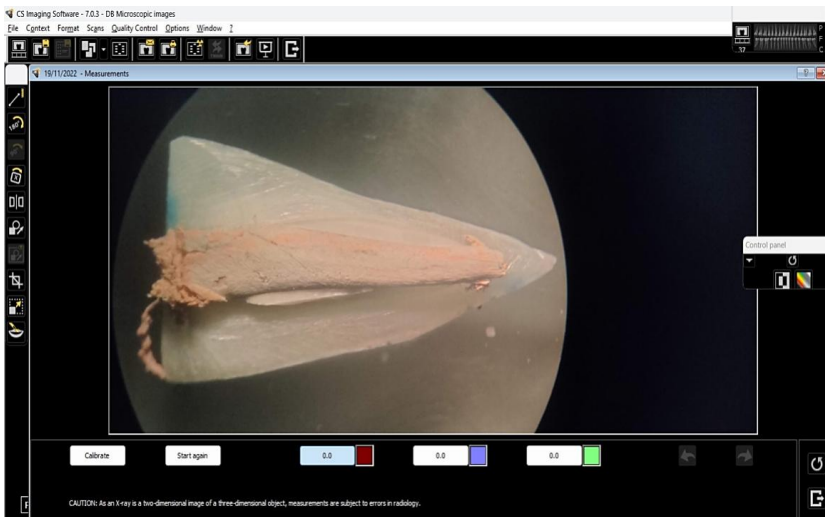 CS Imaging Software - 7.0.3 - DB Microscopic images
File Context Format Scans Quality Control Options Window ?
37
P
F
C
19/11/2022 - Measurements
180°
Control panel
Calibrate Start again 0.0 0.0 0.0
CAUTION: As an X-ray is a two-dimensional image of a three-dimensional object, measurements are subject to errors in radiology.
F